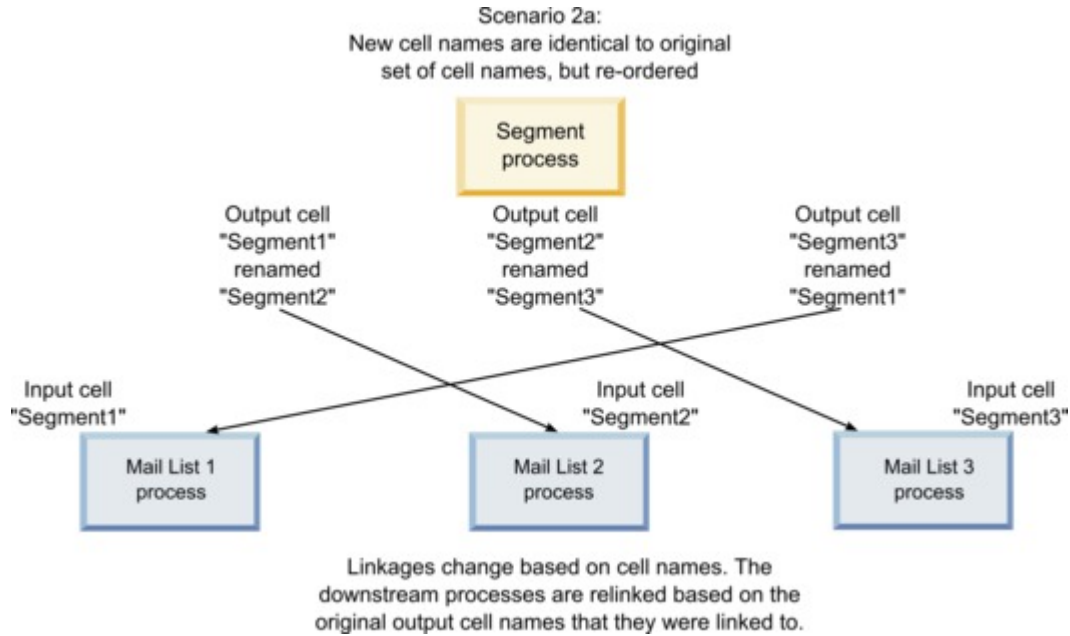 Scenario 2a:
New cell names are identical to original
set of cell names, but re-ordered
Segment
process
Output cell
"Segment1"
renamed
"Segment2"
Output cell
"Segment2"
renamed
"Segment3"
Output cell
"Segment3"
renamed
"Segment1"
Input cell
"Segment1"
Input cell
"Segment2"
Input cell
"Segment3"
Mail List 1
process
Mail List 2
process
Mail List 3
process
Linkages change based on cell names. The
downstream processes are relinked based on the
original output cell names that they were linked to.